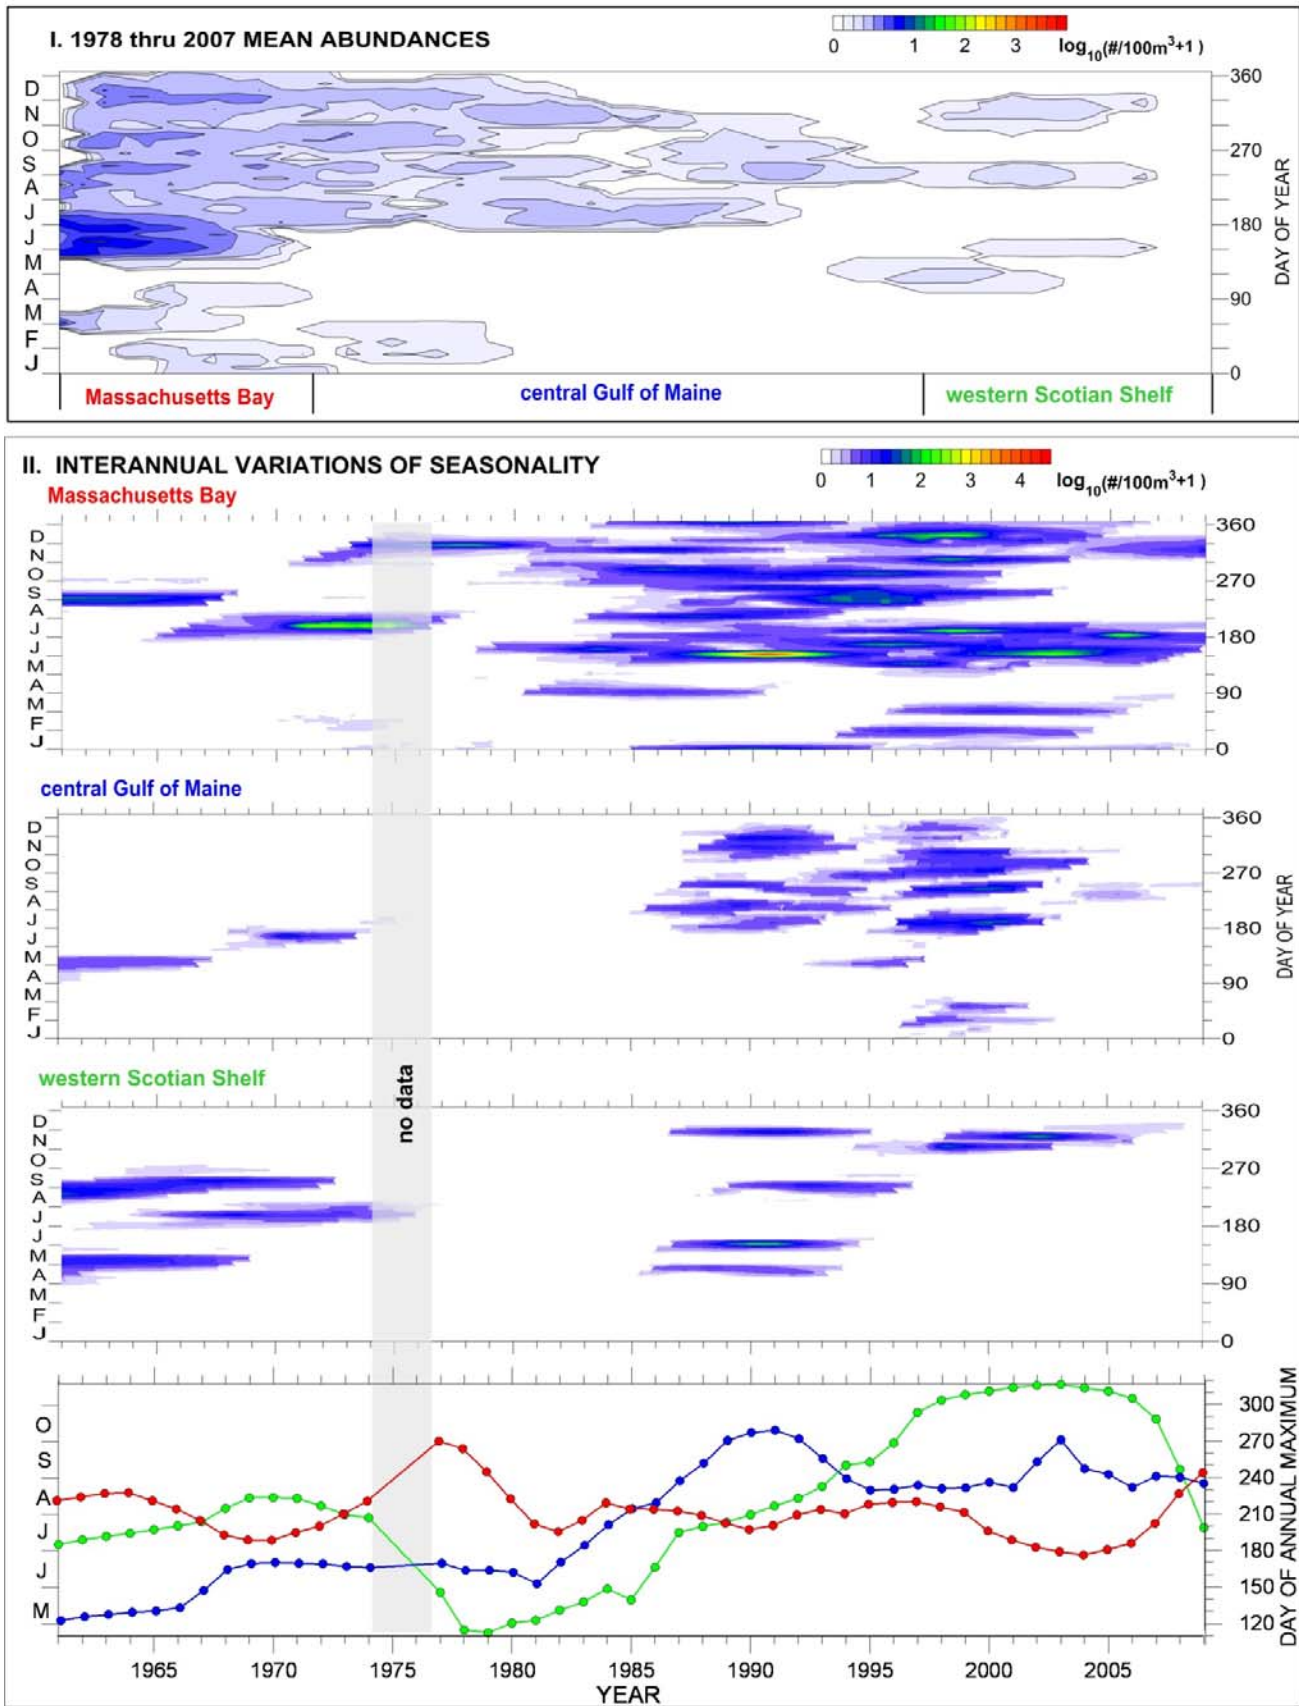 I. 1978 thru 2007 MEAN ABUNDANCES
0 1 2 3 log10(#/100m3+1)
D
N
O
S
A
J
J
M
A
M
F
J
360
270
180
90
0
DAY OF YEAR
Massachusetts Bay central Gulf of Maine western Scotian Shelf
II. INTERANNUAL VARIATIONS OF SEASONALITY
0 1 2 3 4 log10(#/100m3+1)
Massachusetts Bay
D
N
O
S
A
J
J
M
A
M
F
J
360
270
180
90
0
central Gulf of Maine
D
N
O
S
A
J
J
M
A
M
F
J
360
270
180
90
0
DAY OF YEAR
western Scotian Shelf
no data
D
N
O
S
A
J
J
M
A
M
F
J
360
270
180
90
0
O
S
A
J
J
M
300
270
240
210
180
150
120
DAY OF ANNUAL MAXIMUM
1965 1970 1975 1980 1985 1990 1995 2000 2005
YEAR